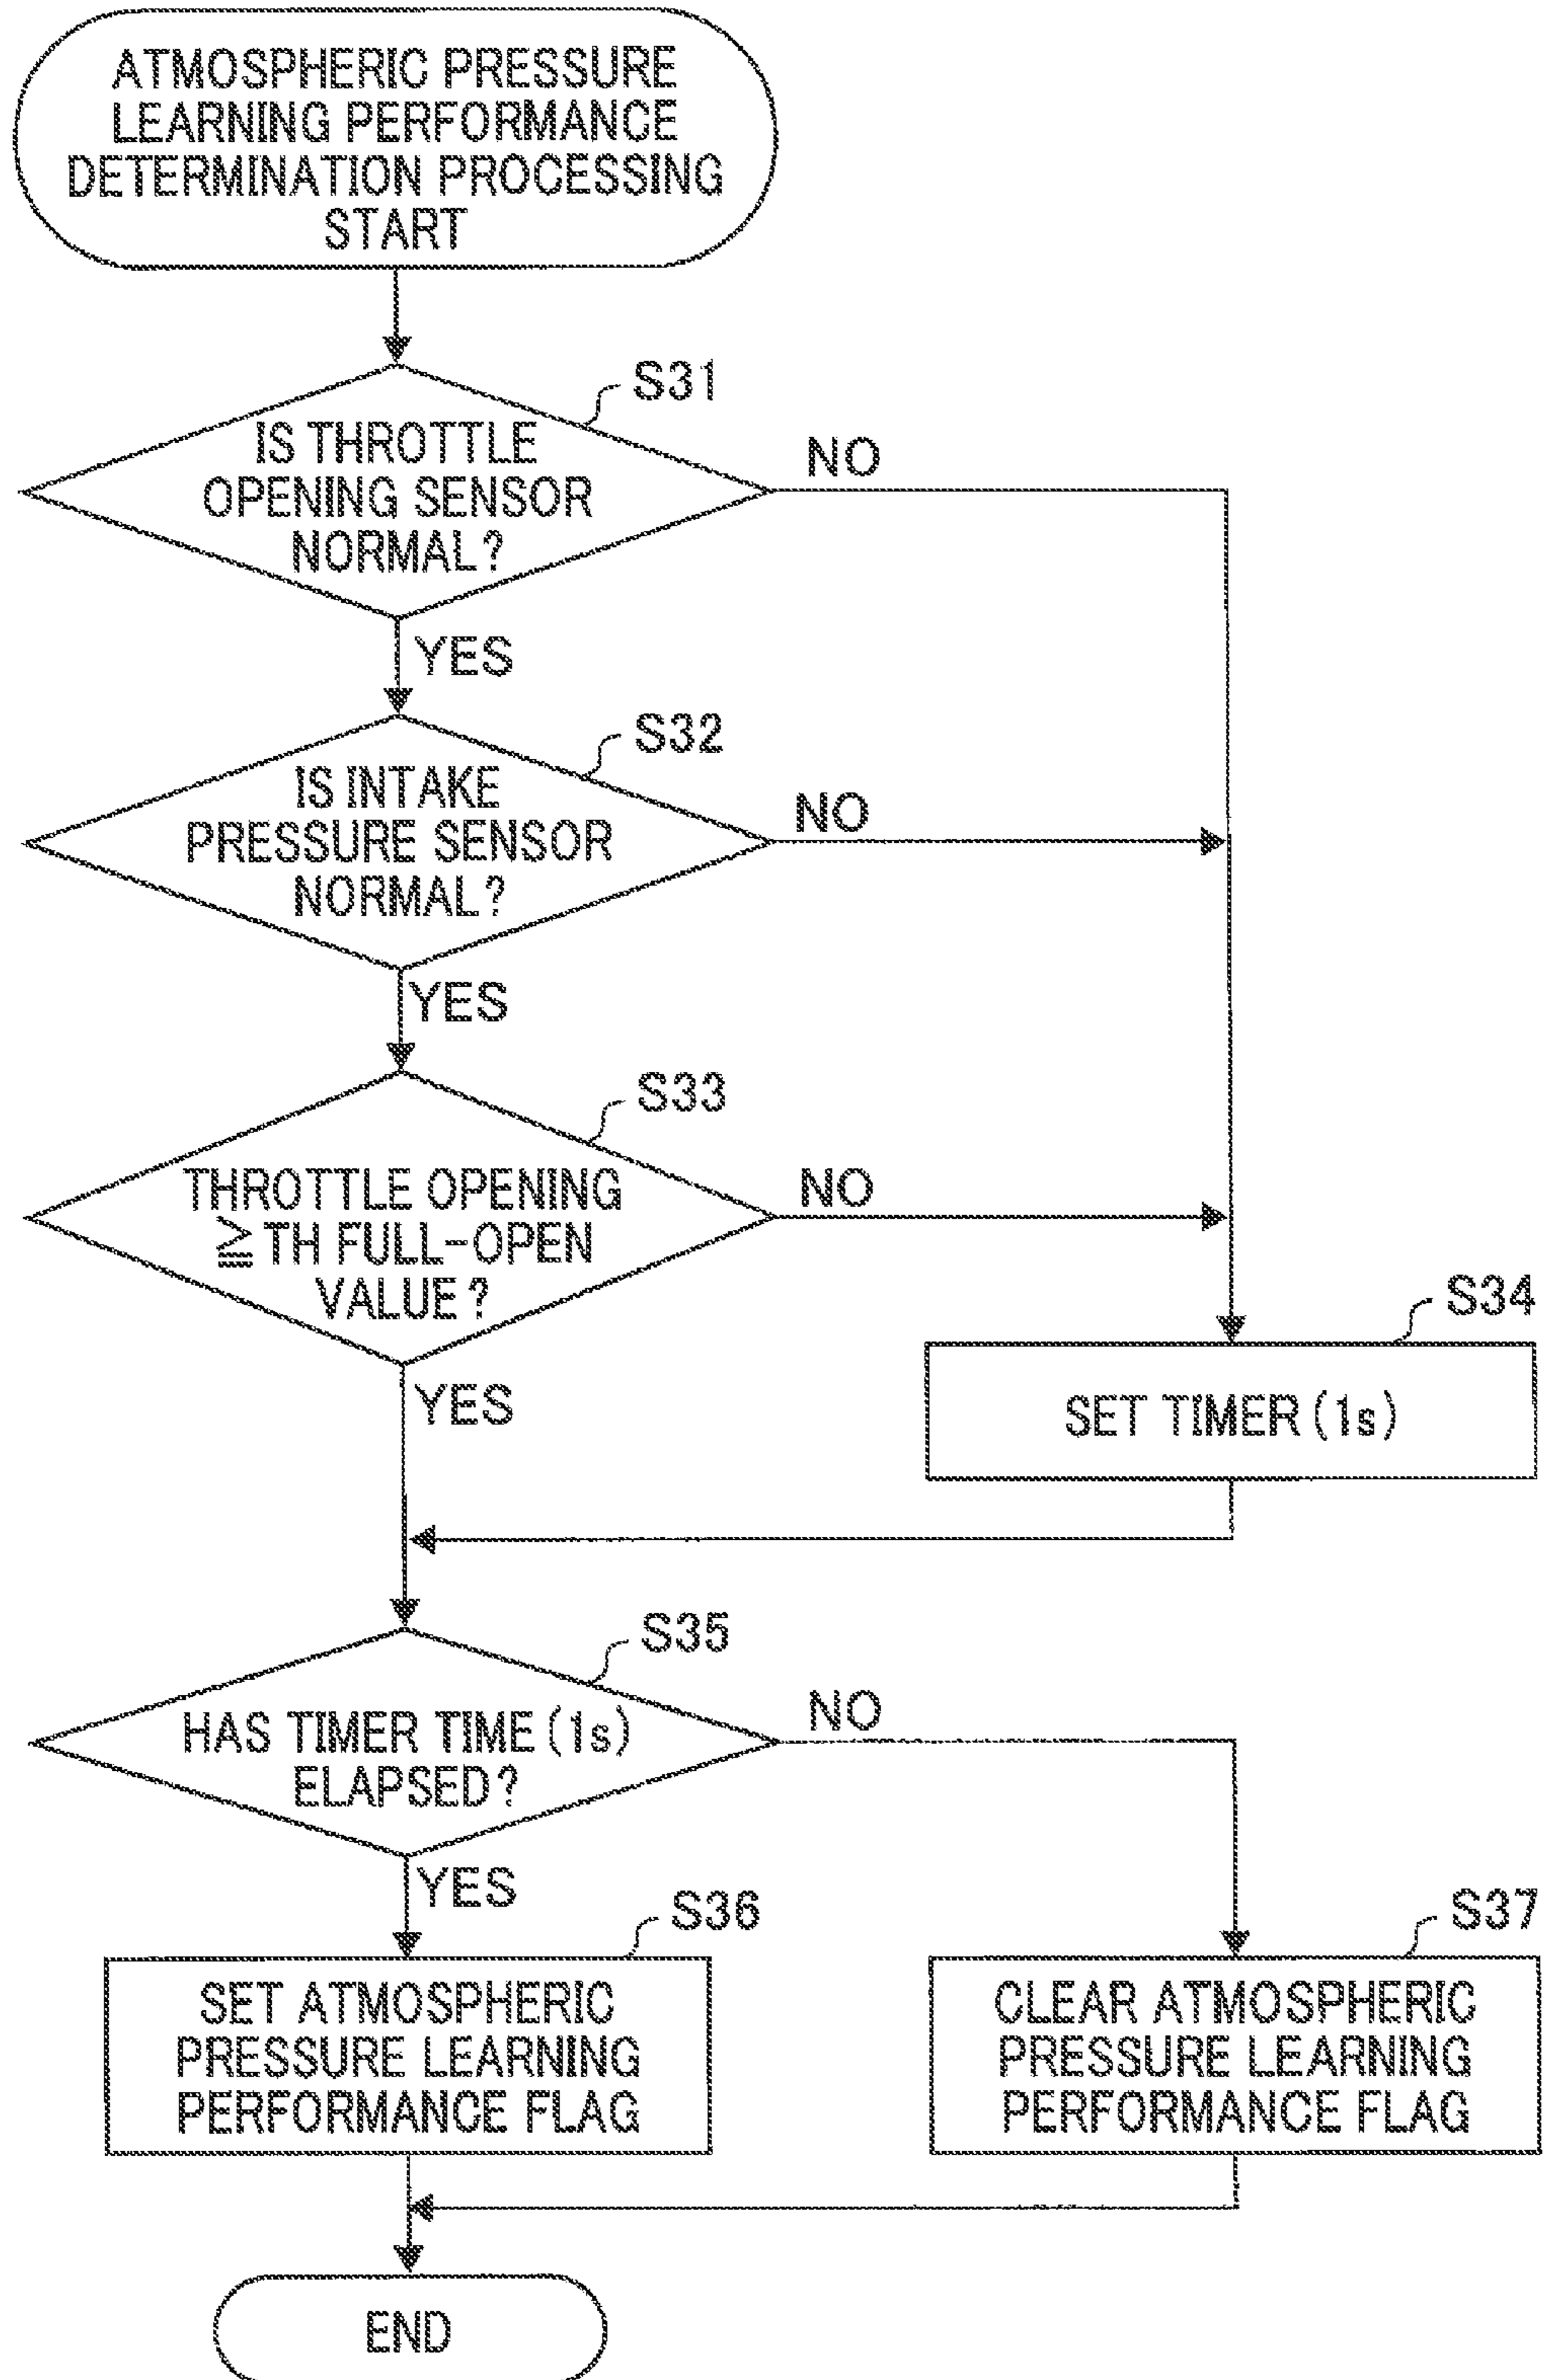 ATMOSPHERIC PRESSURE
LEARNING PERFORMANCE
DETERMINATION PROCESSING
START
S31
IS THROTTLE
OPENING SENSOR
NORMAL?
NO
YES
S32
IS INTAKE
PRESSURE SENSOR
NORMAL?
NO
YES
S33
THROTTLE OPENING
≧TH FULL-OPEN
VALUE?
NO
YES
S34
SET TIMER (1s)
S35
HAS TIMER TIME (1s)
ELAPSED?
NO
YES
S36
SET ATMOSPHERIC
PRESSURE LEARNING
PERFORMANCE FLAG
S37
CLEAR ATMOSPHERIC
PRESSURE LEARNING
PERFORMANCE FLAG
END